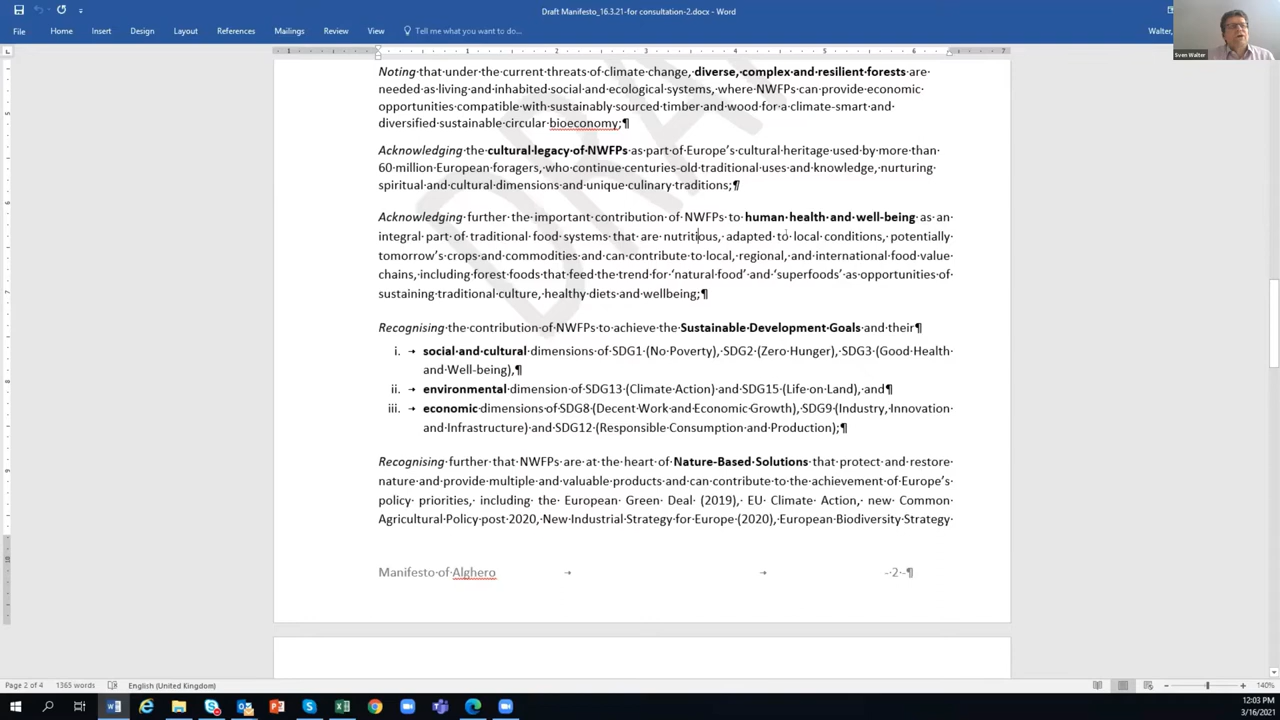 Draft Manifesto_16.3.21-for consultation-2.docx - Word
Sven Walter
File Home Insert Design Layout References Mailings Review View Tell me what you want to do... Walter,
1 1 2 3 4 5 6 7
DRA
Noting that under the current threats of climate change, diverse, complex and resilient forests are
needed as living and inhabited social and ecological systems, where NWFPs can provide economic
opportunities compatible with sustainably sourced timber and wood for a climate-smart and
diversified sustainable circular bioeconomy;¶
Acknowledging the cultural legacy of NWFPs as part of Europe's cultural heritage used by more than
60 million European foragers, who continue centuries-old traditional uses and knowledge, nurturing
spiritual and cultural dimensions and unique culinary traditions;¶
Acknowledging further the important contribution of NWFPs to human health and well-being as an
integral part of traditional food systems that are nutritious, adapted to local conditions, potentially
tomorrow's crops and commodities and can contribute to local, regional, and international food value
chains, including forest foods that feed the trend for 'natural food' and 'superfoods' as opportunities of
sustaining traditional culture, healthy diets and wellbeing;¶
Recognising the contribution of NWFPs to achieve the Sustainable Development Goals and their¶
i. → social and cultural dimensions of SDG1 (No Poverty), SDG2 (Zero Hunger), SDG3 (Good Health
and Well-being),¶
ii. → environmental dimension of SDG13 (Climate Action) and SDG15 (Life on Land), and¶
iii. → economic dimensions of SDG8 (Decent Work and Economic Growth), SDG9 (Industry, Innovation
and Infrastructure) and SDG12 (Responsible Consumption and Production);¶
Recognising further that NWFPs are at the heart of Nature-Based Solutions that protect and restore
nature and provide multiple and valuable products and can contribute to the achievement of Europe's
policy priorities, including the European Green Deal (2019), EU Climate Action, new Common
Agricultural Policy post 2020, New Industrial Strategy for Europe (2020), European Biodiversity Strategy
Manifesto of Alghero → → - 2 -¶
Page 2 of 4 1365 words English (United Kingdom) 140%
12:03 PM
3/16/2021